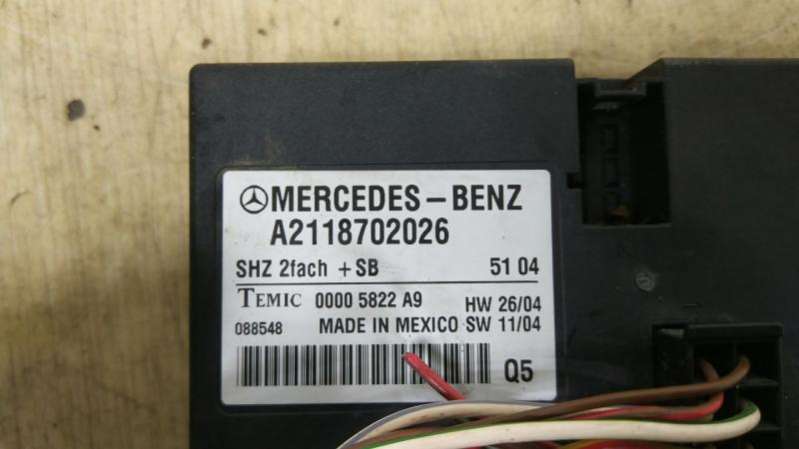 MERCEDES-BENZ
A2118702026
SHZ 2fach +SB 51 04
TEMIC 0000 5822 A9 HW 26/04
088548 MADE IN MEXICO SW 11/04
Q5